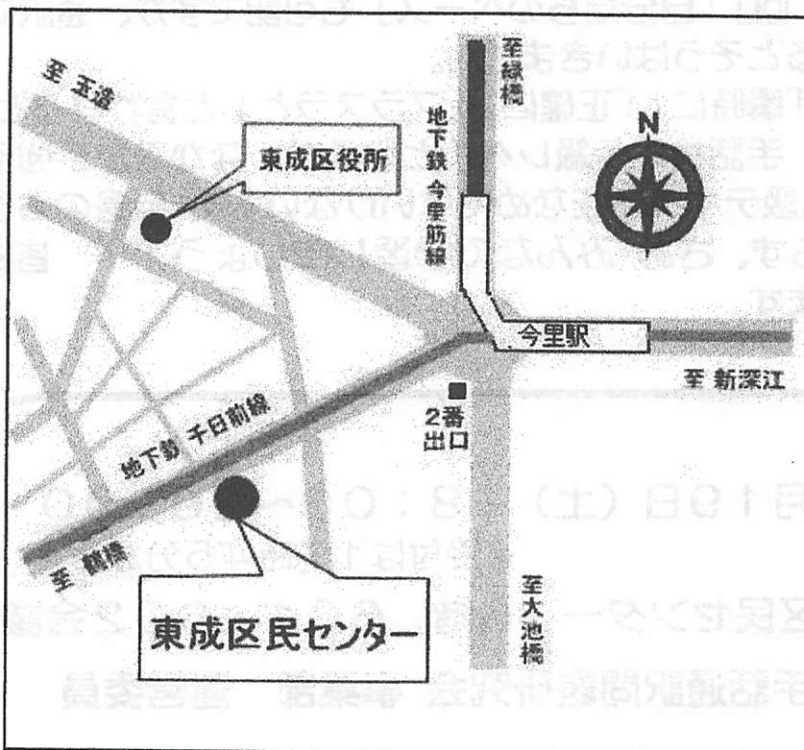 至 玉造
東成区役所
地下鉄 今里筋線
至緑橋
N
今里駅
至 新深江
2番
出口
地下鉄 千日前線
至 鶴橋
東成区民センター
至大池橋